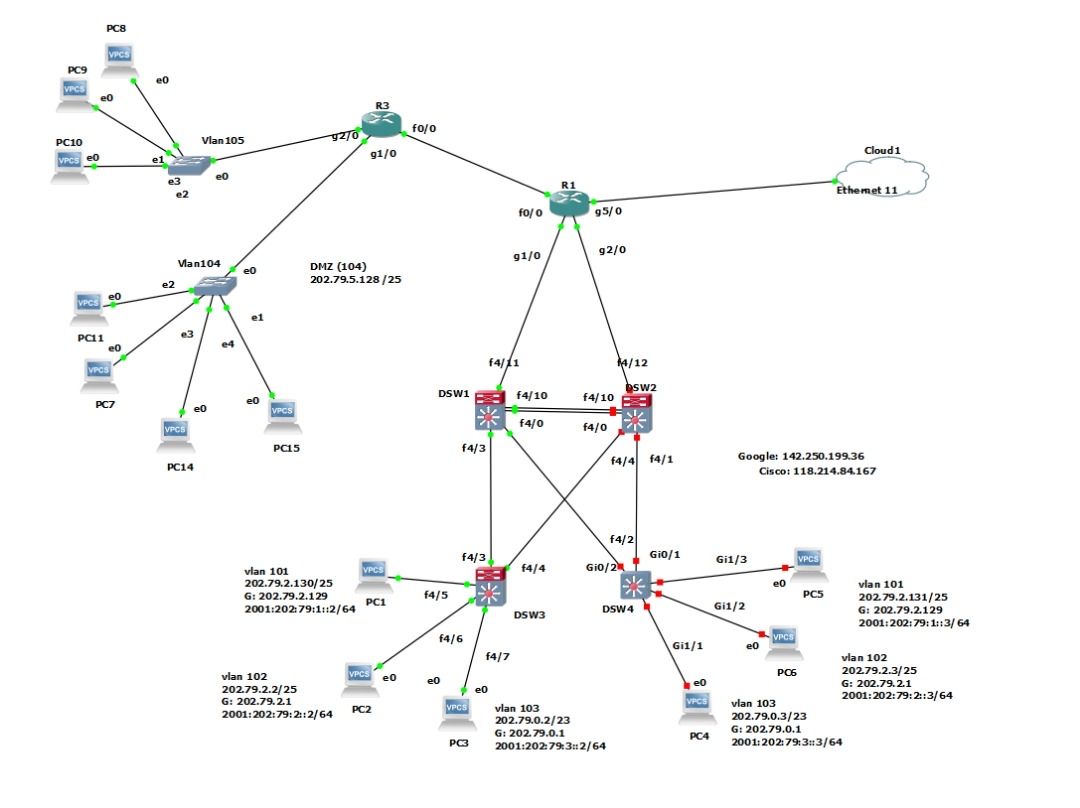 PC8
VPCS
e0
PC9
VPCS
e0
PC10
VPCS
e0
Vlan105
e1
e3
e2
e0
R3
g2/0
f0/0
g1/0
Cloud1
Ethernet 11
R1
f0/0
g5/0
g1/0
g2/0
Vlan104
e0
e2
e3
e1
e4
DMZ (104)
202.79.5.128 /25
VPCS
e0
PC11
VPCS
e0
PC7
VPCS
e0
PC14
VPCS
e0
PC15
f4/11
f4/12
DSW1
DSW2
f4/10
f4/10
f4/0
f4/0
f4/3
f4/4
f4/1
Google: 142.250.199.36
Cisco: 118.214.84.167
f4/3
f4/4
f4/2
Gi0/1
Gi0/2
Gi1/3
DSW3
DSW4
f4/5
f4/6
f4/7
Gi1/2
Gi1/1
vlan 101
202.79.2.130/25
G: 202.79.2.129
2001:202:79:1::2/64
VPCS
PC1
VPCS
e0
PC5
vlan 101
202.79.2.131/25
G: 202.79.2.129
2001:202:79:1::3/64
vlan 102
202.79.2.2/25
G: 202.79.2.1
2001:202:79:2::2/64
VPCS
e0
PC2
e0
e0
VPCS
PC3
vlan 103
202.79.0.2/23
G: 202.79.0.1
2001:202:79:3::2/64
VPCS
e0
PC6
vlan 102
202.79.2.3/25
G: 202.79.2.1
2001:202:79:2::3/64
e0
VPCS
PC4
vlan 103
202.79.0.3/23
G: 202.79.0.1
2001:202:79:3::3/64